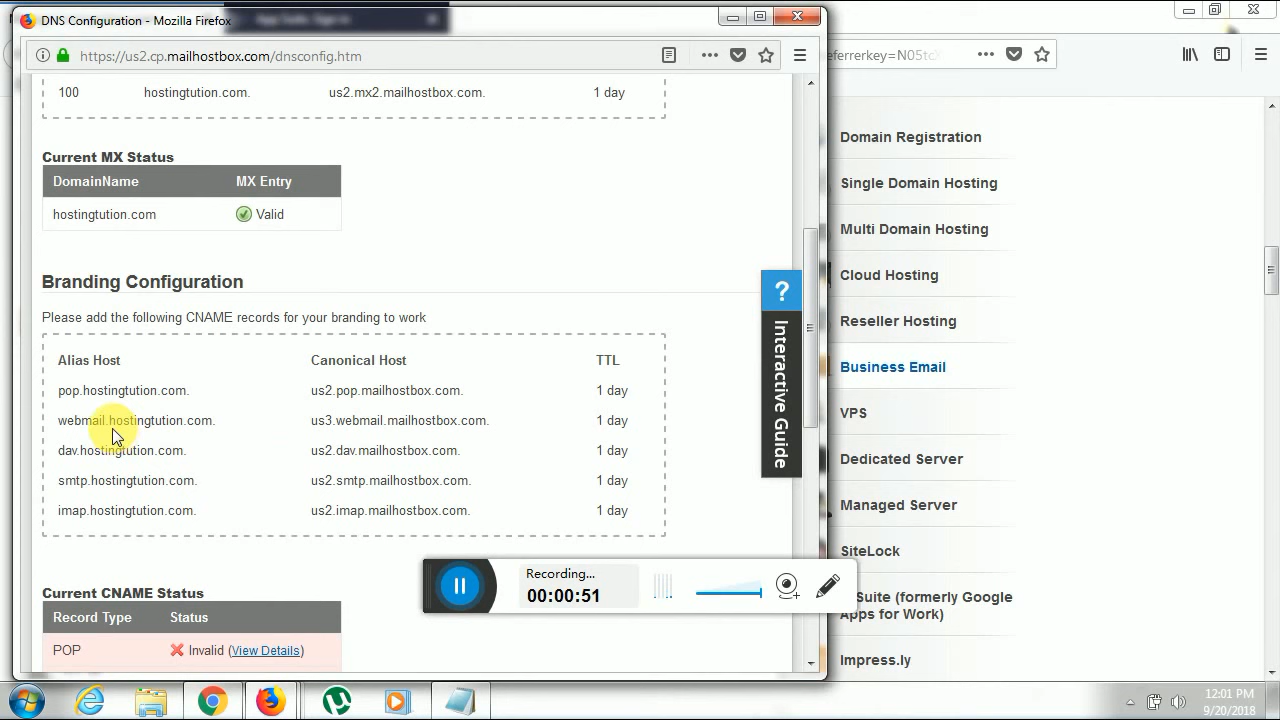 DNS Configuration - Mozilla Firefox
App Suite. Sign in
https://us2.cp.mailhostbox.com/dnsconfig.htm
eferrerkey=N05tcX
100 hostingtution.com. us2.mx2.mailhostbox.com. 1 day
Current MX Status
DomainName MX Entry
hostingtution.com Valid
Branding Configuration
Please add the following CNAME records for your branding to work
Alias Host Canonical Host TTL
pop.hostingtution.com. us2.pop.mailhostbox.com. 1 day
webmail.hostingtution.com. us3.webmail.mailhostbox.com. 1 day
dav.hostingtution.com. us2.dav.mailhostbox.com. 1 day
smtp.hostingtution.com. us2.smtp.mailhostbox.com. 1 day
imap.hostingtution.com. us2.imap.mailhostbox.com. 1 day
Current CNAME Status
Record Type Status
POP Invalid (View Details)
? Interactive Guide
Recording...
00:00:51
Domain Registration
Single Domain Hosting
Multi Domain Hosting
Cloud Hosting
Reseller Hosting
Business Email
VPS
Dedicated Server
Managed Server
SiteLock
Suite (formerly Google
Apps for Work)
Impress.ly
12:01 PM
9/20/2018